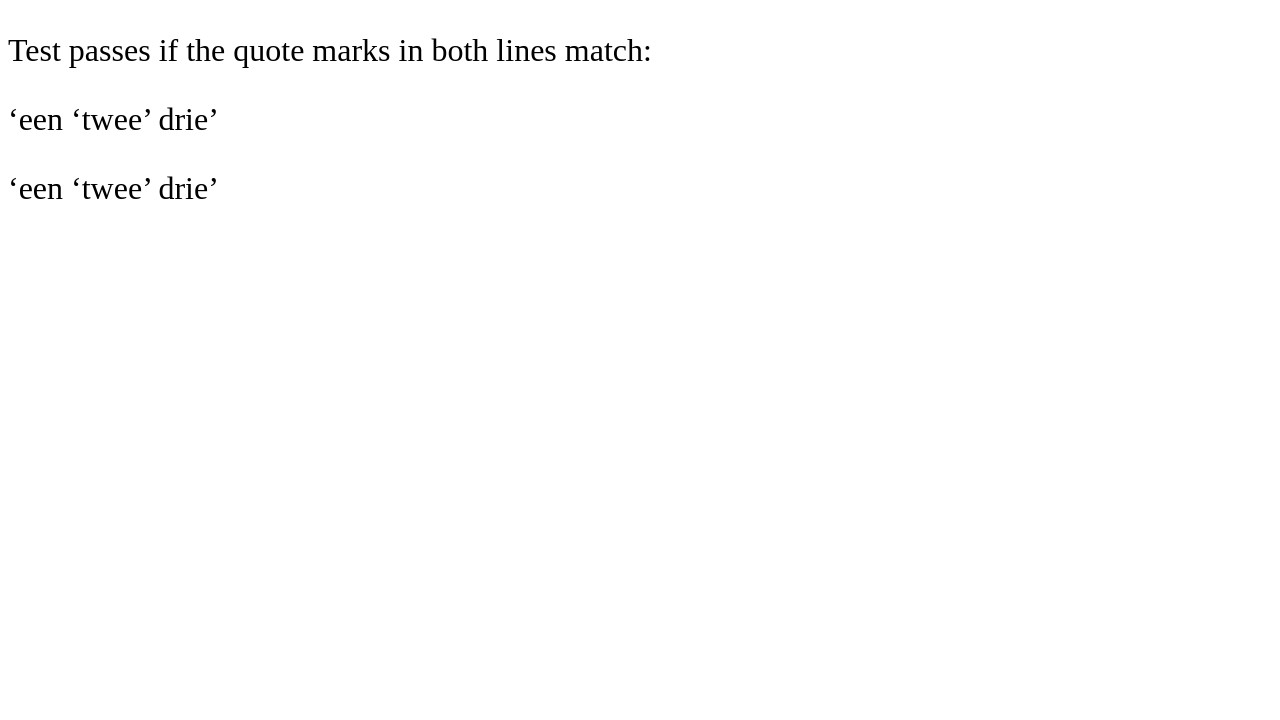 Test passes if the quote marks in both lines match:
‘een ‘twee’ drie’
‘een ‘twee’ drie’